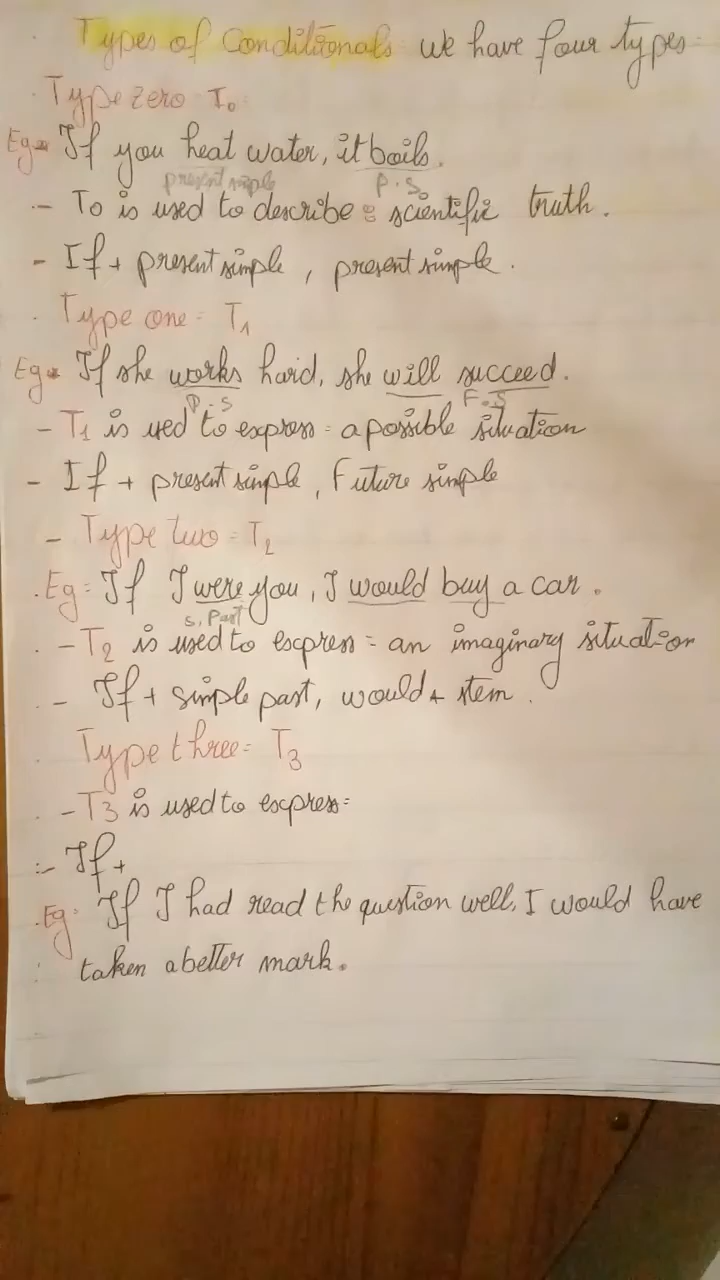 Types of Conditionals: we have four types:
. Type zero = T0
Eg= If you heat water, it boils.
present simple P.S
- T0 is used to describe = scientific truth.
- If + present simple, present simple.
. Type one = T1
Eg= If she works hard, she will succeed.
P.S F.S
- T1 is used to express = a possible situation
- If + present simple, Future simple
- Type two = T2
. Eg= If I were you, I would buy a car.
s. Past
- T2 is used to express = an imaginary situation
- If + simple past, would + stem.
Type three = T3
- T3 is used to express=
- If +
. Eg: If I had read the question well, I would have
taken a better mark.